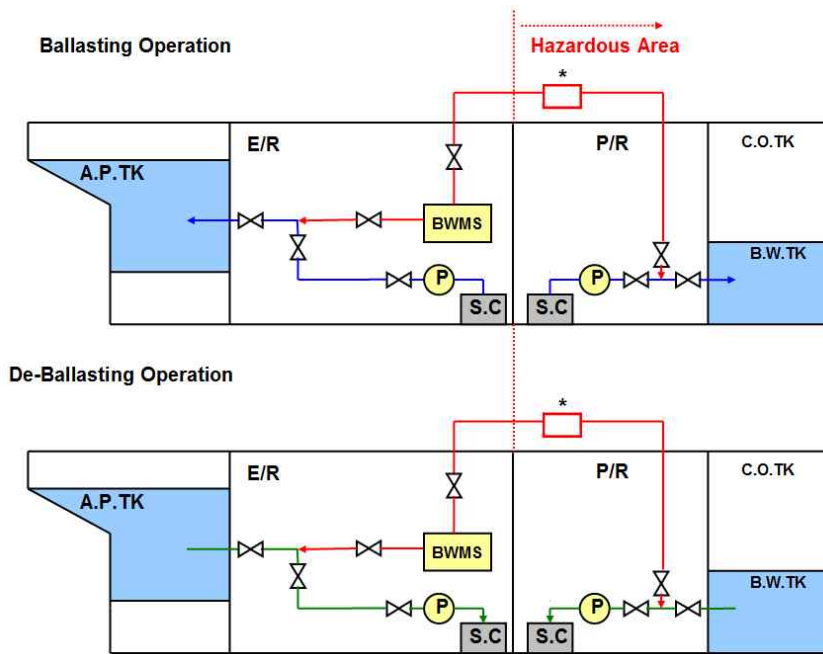 Ballasting Operation
Hazardous Area
*
E/R
P/R
C.O.TK
A.P.TK
BWMS
B.W.TK
P
P
S.C
S.C
De-Ballasting Operation
*
E/R
P/R
C.O.TK
A.P.TK
BWMS
B.W.TK
P
P
S.C
S.C